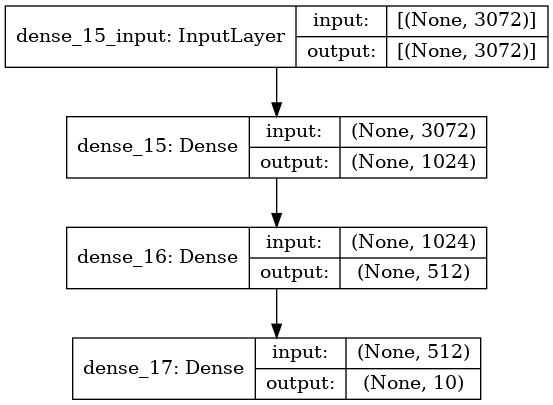 dense_15_input: InputLayer
input: [(None, 3072)]
output: [(None, 3072)]
dense_15: Dense
input: (None, 3072)
output: (None, 1024)
dense_16: Dense
input: (None, 1024)
output: (None, 512)
dense_17: Dense
input: (None, 512)
output: (None, 10)